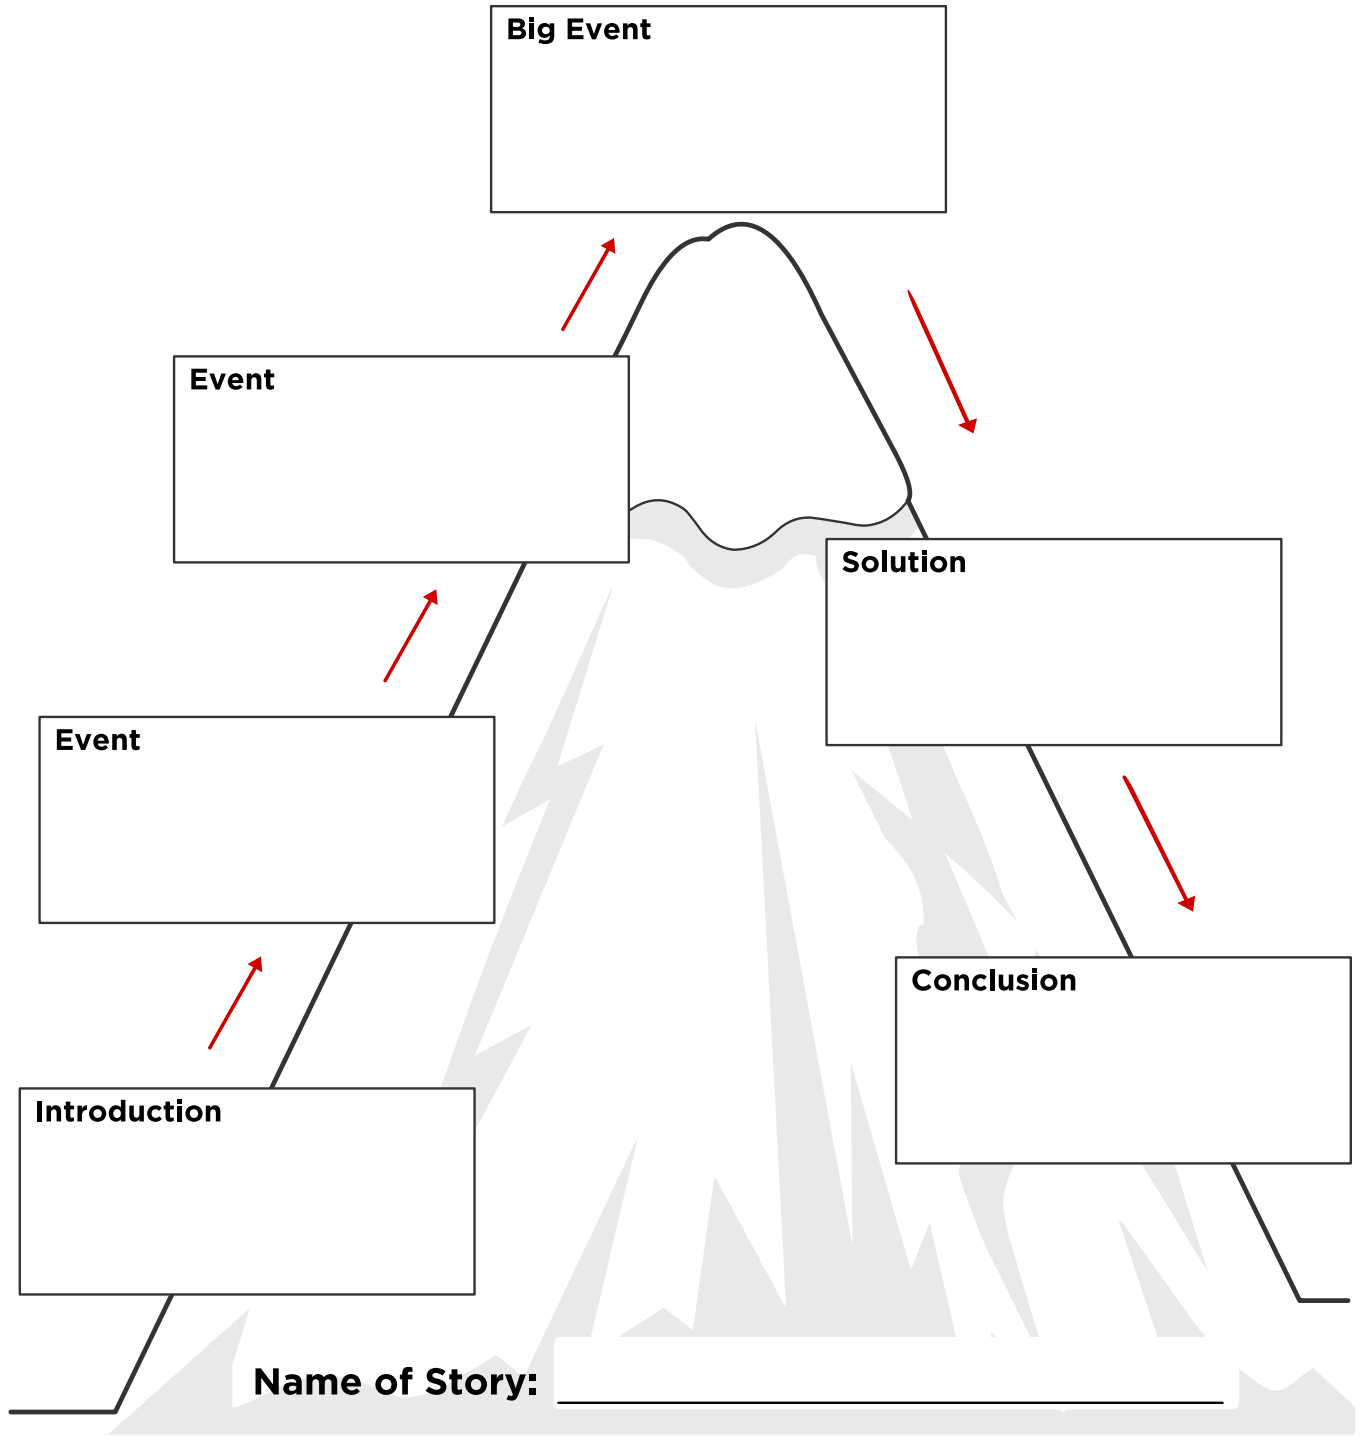 Big Event
Event
Solution
Event
Conclusion
Introduction
Name of Story: